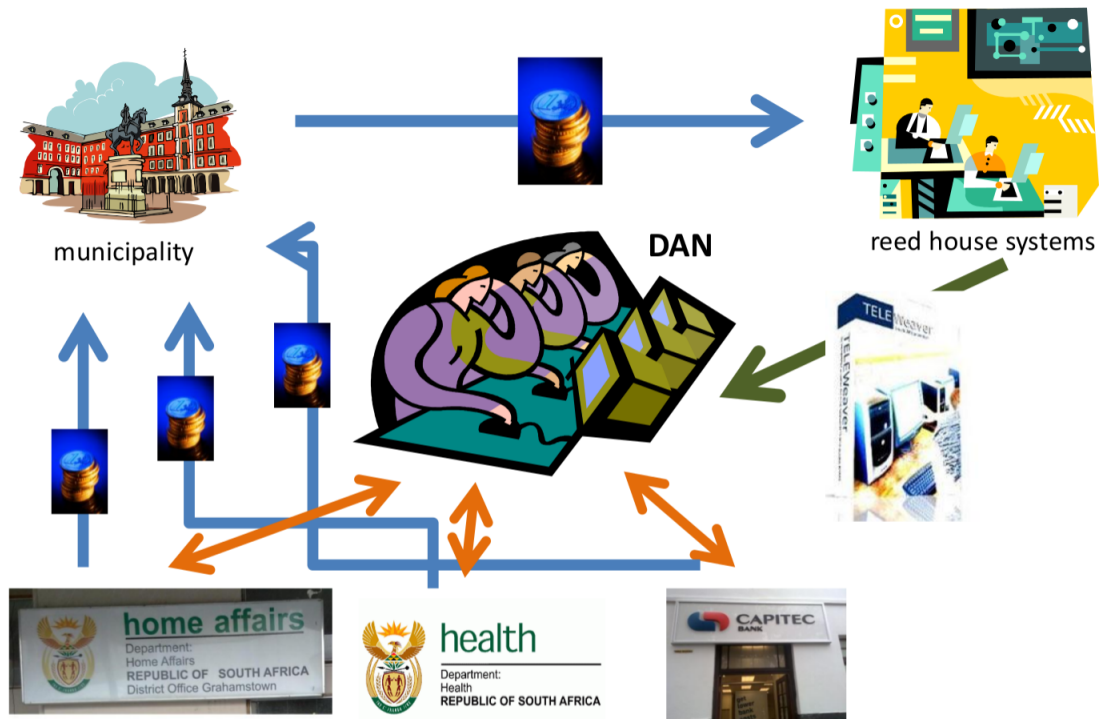 municipality
reed house systems
DAN
TELEWeaver
TELEWeaver
home affairs
Department:
Home Affairs
REPUBLIC OF SOUTH AFRICA
District Office Grahamstown
health
Department:
Health
REPUBLIC OF SOUTH AFRICA
CAPITEC
BANK